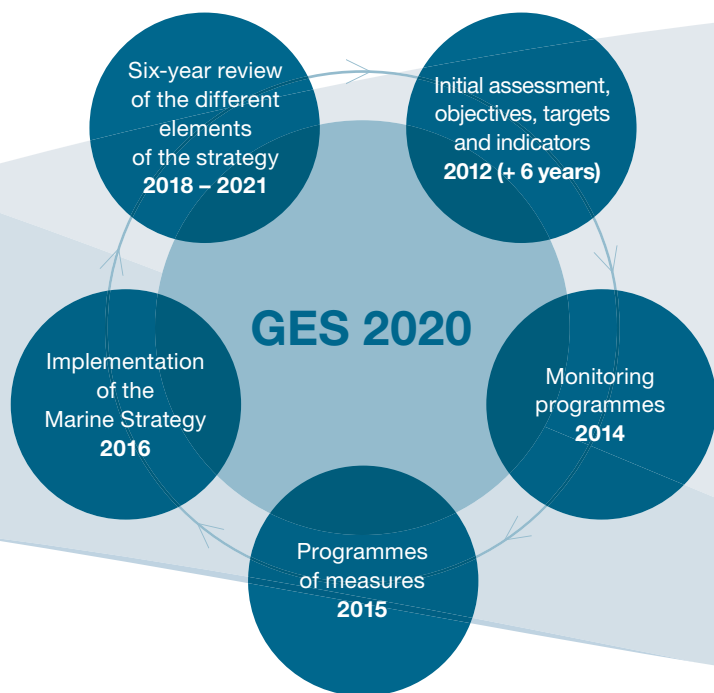 Six-year review
of the different
elements
of the strategy
2018 – 2021
Initial assessment,
objectives, targets
and indicators
2012 (+ 6 years)
GES 2020
Implementation
of the
Marine Strategy
2016
Monitoring
programmes
2014
Programmes
of measures
2015